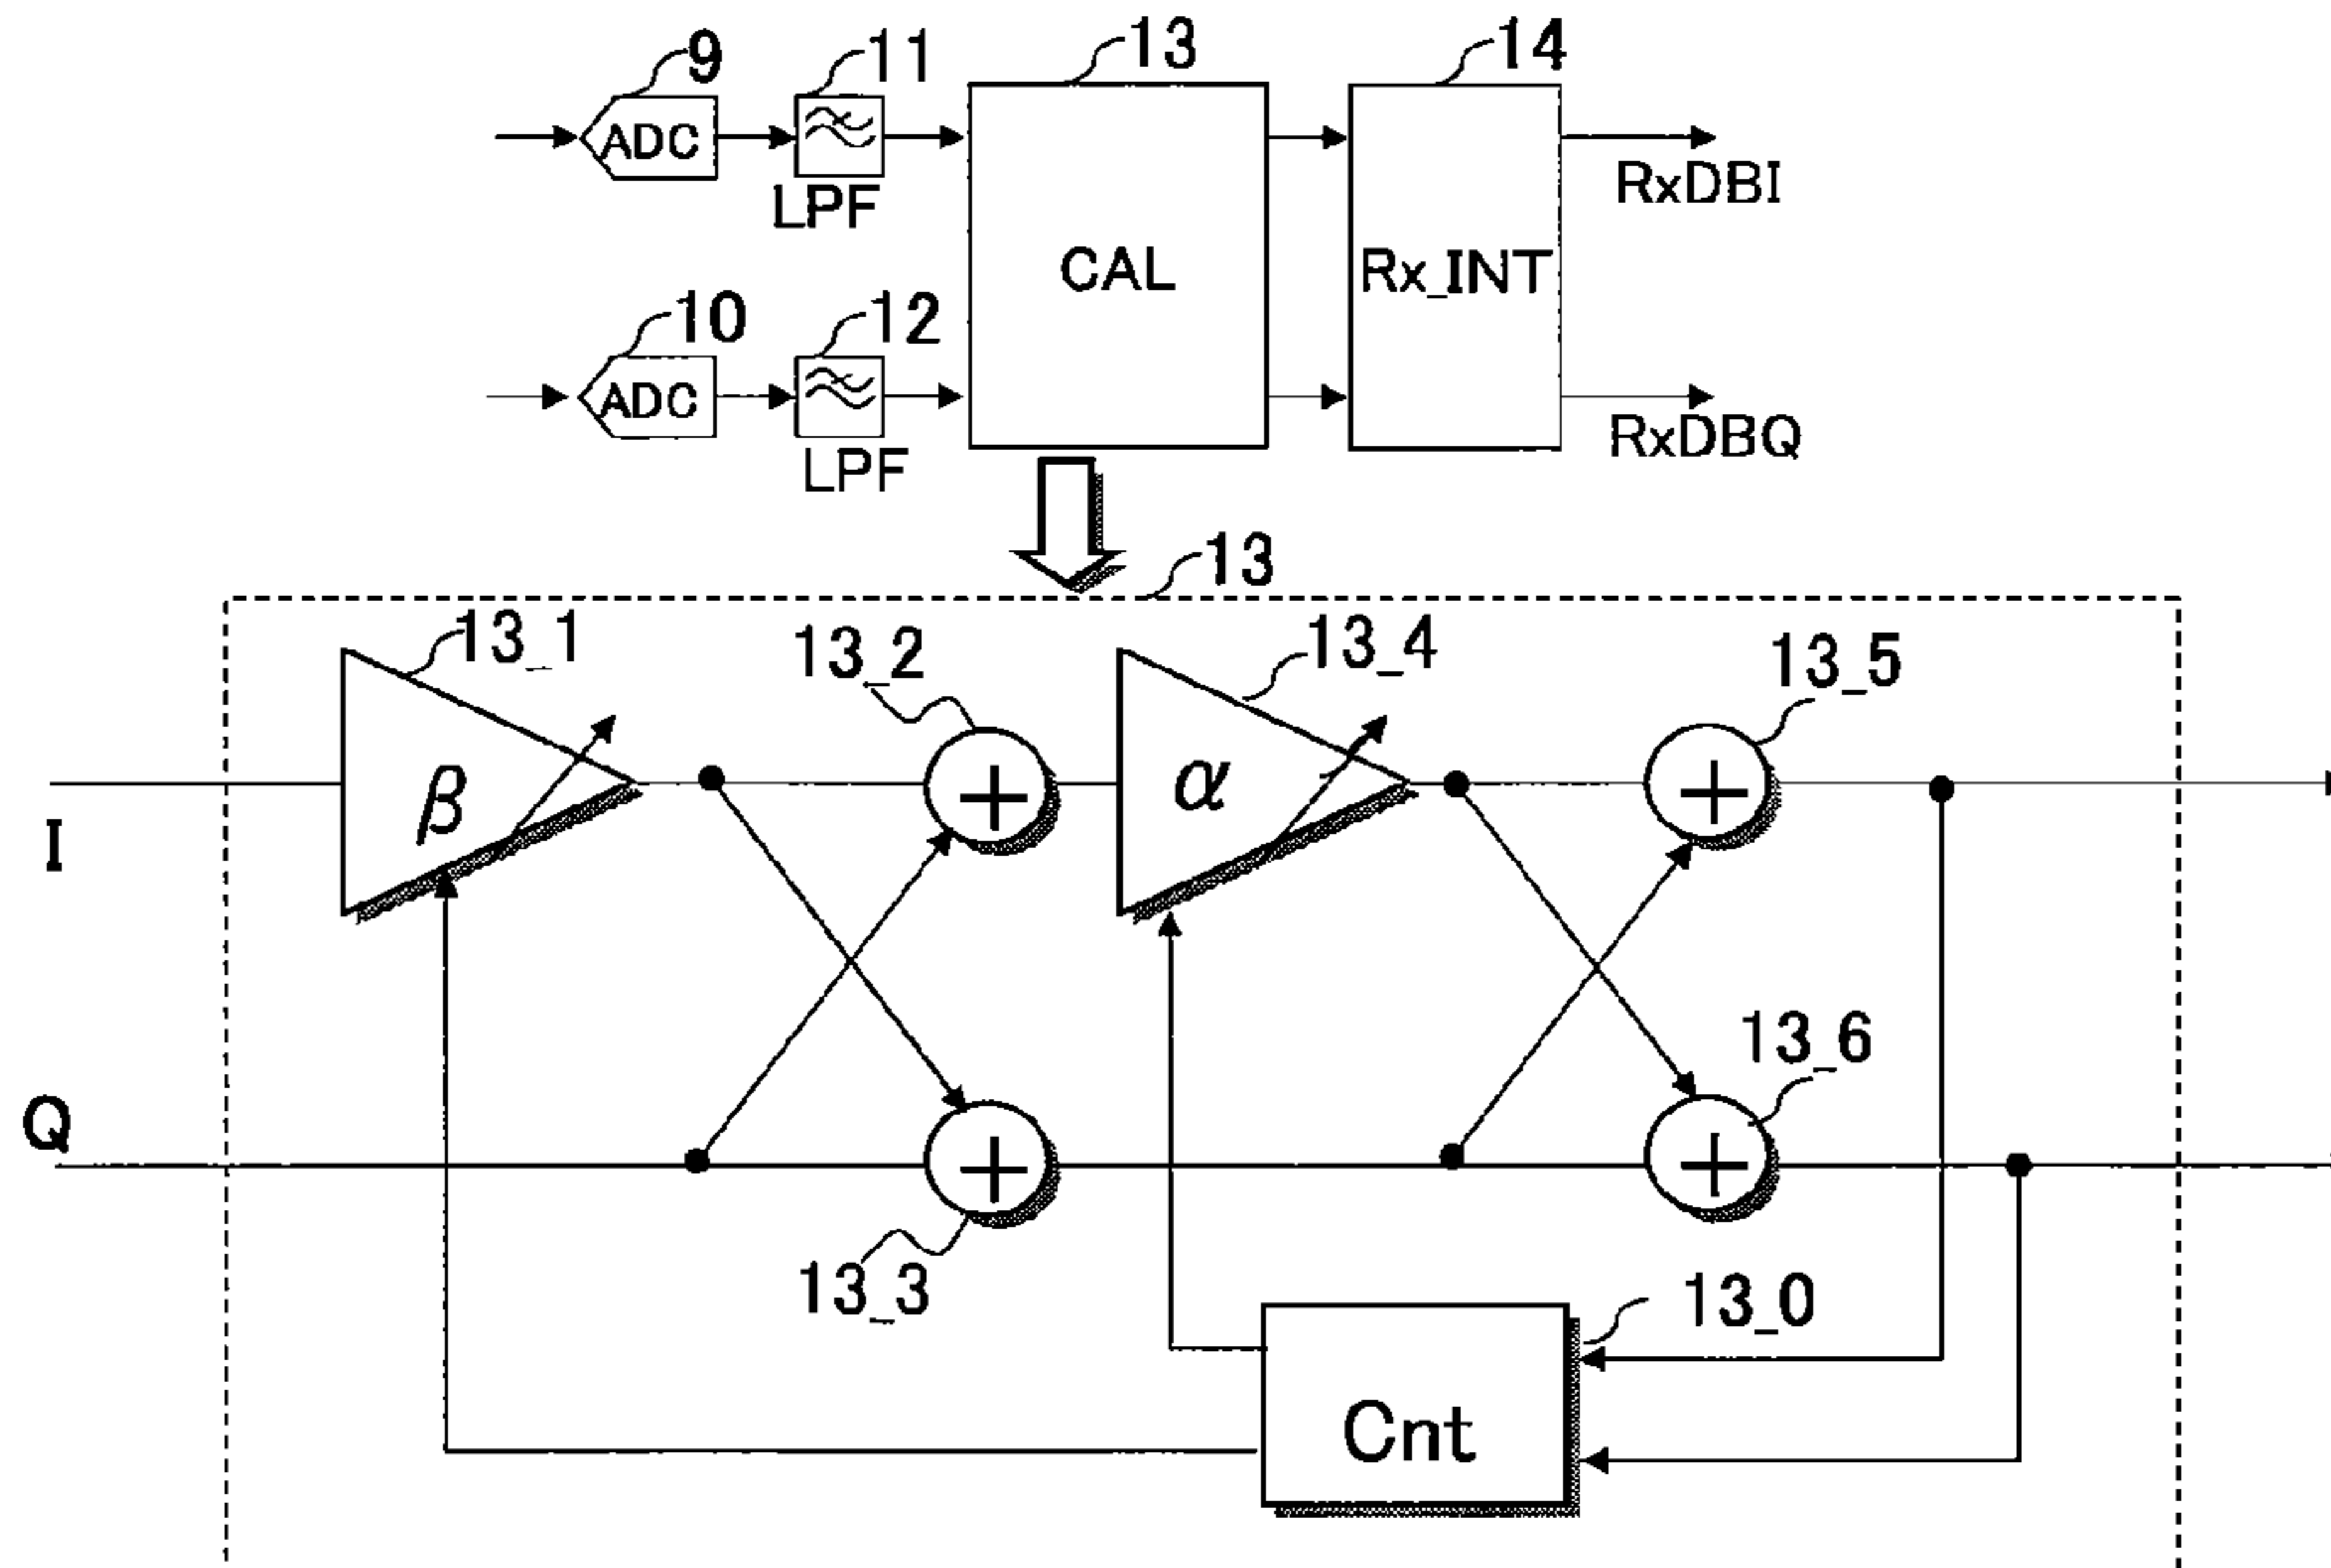 9
11
13
14
ADC
LPF
CAL
Rx_INT
RxDBI
10
12
ADC
LPF
RxDBQ
13
13_1
13_2
13_4
13_5
β
+
α
+
I
Q
+
+
13_6
13_3
13_0
Cnt